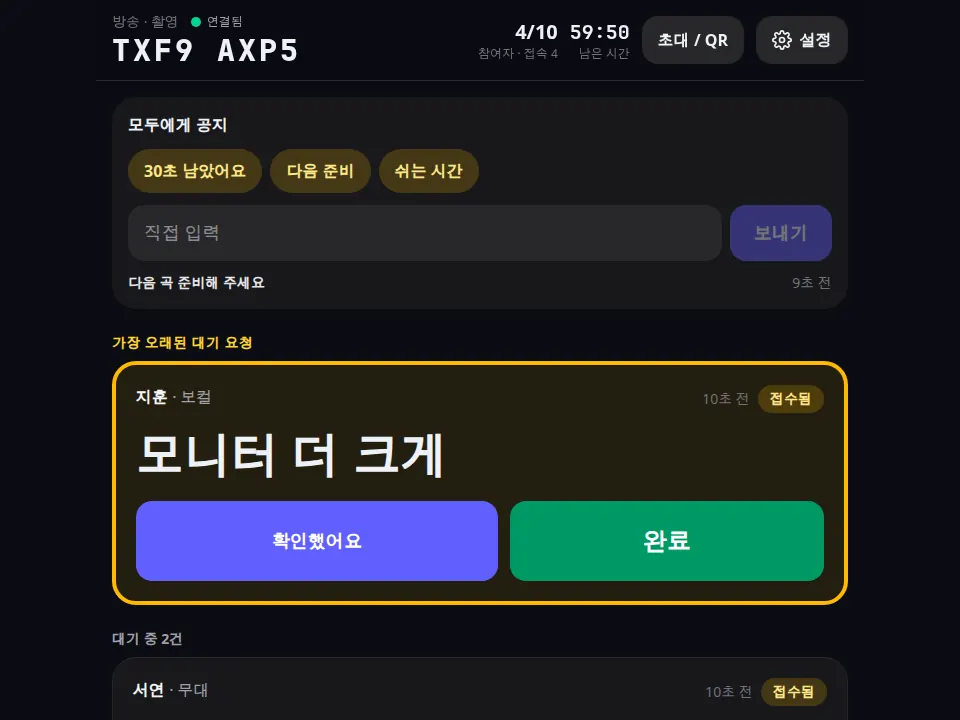 방송 · 촬영 연결됨
TXF9 AXP5
4/10 59:50
참여자 · 접속 4 남은 시간
초대 / QR
설정
모두에게 공지
30초 남았어요 다음 준비 쉬는 시간
직접 입력 보내기
다음 곡 준비해 주세요 9초 전
가장 오래된 대기 요청
지훈 · 보컬 10초 전 접수됨
모니터 더 크게
확인했어요 완료
대기 중 2건
서연 · 무대 10초 전 접수됨